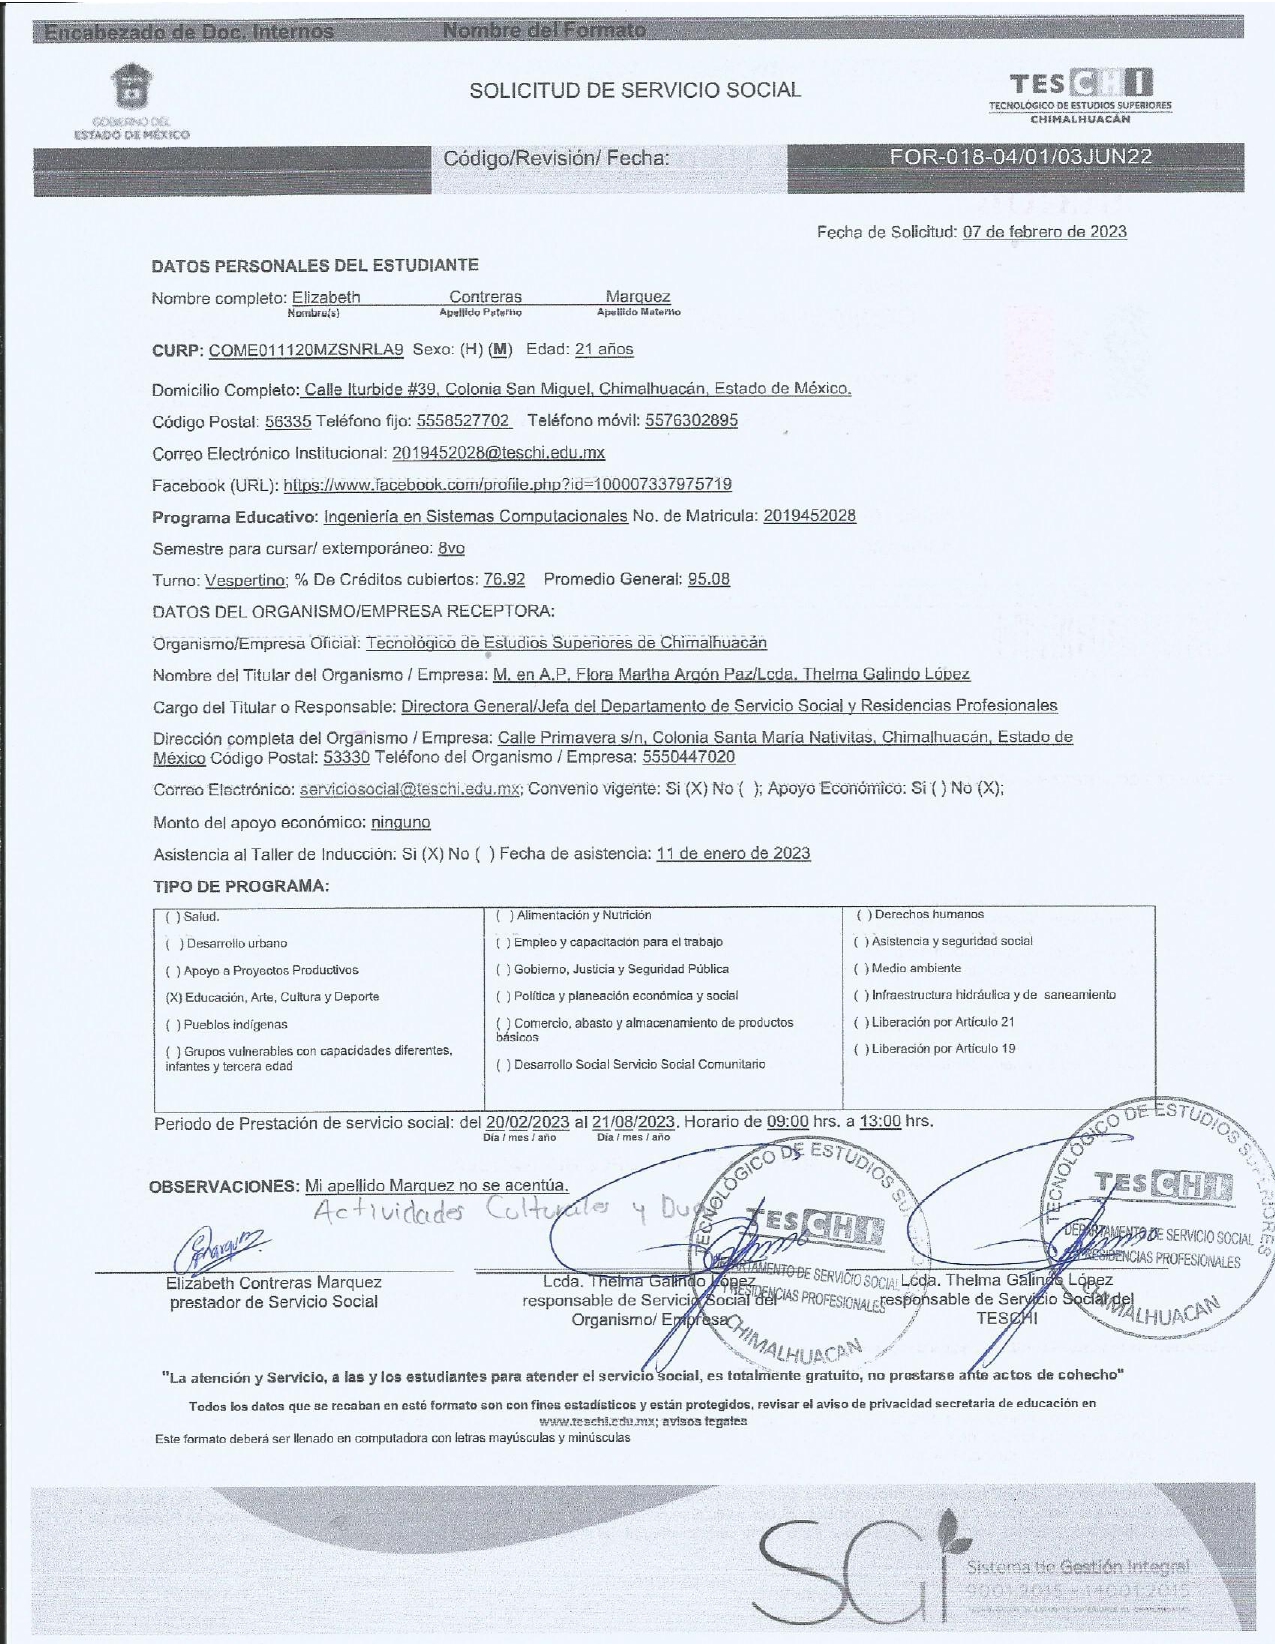 Encabezado de Doc. Internos Nombre del Formato
GOBIERNO DEL
ESTADO DE MÉXICO
SOLICITUD DE SERVICIO SOCIAL
TESCHI
TECNOLÓGICO DE ESTUDIOS SUPERIORES
CHIMALHUACÁN
Código/Revisión/ Fecha: FOR-018-04/01/03JUN22
Fecha de Solicitud: 07 de febrero de 2023
DATOS PERSONALES DEL ESTUDIANTE
Nombre completo: Elizabeth Contreras Marquez
Nombre(s) Apellido Paterno Apellido Materno
CURP: COME011120MZSNRLA9 Sexo: (H) (M) Edad: 21 años
Domicilio Completo: Calle Iturbide #39, Colonia San Miguel, Chimalhuacán, Estado de México.
Código Postal: 56335 Teléfono fijo: 5558527702 Teléfono móvil: 5576302895
Correo Electrónico Institucional: 2019452028@teschi.edu.mx
Facebook (URL): https://www.facebook.com/profile.php?id=100007337975719
Programa Educativo: Ingeniería en Sistemas Computacionales No. de Matricula: 2019452028
Semestre para cursar/ extemporáneo: 8vo
Turno: Vespertino; % De Créditos cubiertos: 76.92 Promedio General: 95.08
DATOS DEL ORGANISMO/EMPRESA RECEPTORA:
Organismo/Empresa Oficial: Tecnológico de Estudios Superiores de Chimalhuacán
Nombre del Titular del Organismo / Empresa: M. en A.P. Flora Martha Argón Paz/Lcda. Thelma Galindo López
Cargo del Titular o Responsable: Directora General/Jefa del Departamento de Servicio Social y Residencias Profesionales
Dirección completa del Organismo / Empresa: Calle Primavera s/n, Colonia Santa María Nativitas, Chimalhuacán, Estado de
México Código Postal: 53330 Teléfono del Organismo / Empresa: 5550447020
Correo Electrónico: serviciosocial@teschi.edu.mx; Convenio vigente: Si (X) No ( ); Apoyo Económico: Si ( ) No (X);
Monto del apoyo económico: ninguno
Asistencia al Taller de Inducción: Si (X) No ( ) Fecha de asistencia: 11 de enero de 2023
TIPO DE PROGRAMA:
( ) Salud.
( ) Desarrollo urbano
( ) Apoyo a Proyectos Productivos
(X) Educación, Arte, Cultura y Deporte
( ) Pueblos indígenas
( ) Grupos vulnerables con capacidades diferentes,
infantes y tercera edad
( ) Alimentación y Nutrición
( ) Empleo y capacitación para el trabajo
( ) Gobierno, Justicia y Seguridad Pública
( ) Política y planeación económica y social
( ) Comercio, abasto y almacenamiento de productos
básicos
( ) Desarrollo Social Servicio Social Comunitario
( ) Derechos humanos
( ) Asistencia y seguridad social
( ) Medio ambiente
( ) Infraestructura hidráulica y de saneamiento
( ) Liberación por Artículo 21
( ) Liberación por Artículo 19
Periodo de Prestación de servicio social: del 20/02/2023 al 21/08/2023. Horario de 09:00 hrs. a 13:00 hrs.
Día / mes / año Día / mes / año
OBSERVACIONES: Mi apellido Marquez no se acentúa.
Actividades Culturales y
Elizabeth Contreras Marquez
prestador de Servicio Social
Lcda. Thelma Galindo López
responsable de Servicio Social del
Organismo/ Empresa
Lcda. Thelma Galindo López
responsable de Servicio Social del
TESCHI
TECNOLÓGICO DE ESTUDIOS
TESCHI
DE SERVICIO SOCIAL
RESIDENCIAS PROFESIONALES
CHIMALHUACAN
TECNOLÓGICO DE ESTUDIOS SUPERIORES
TESCHI
DEPARTAMENTO DE SERVICIO SOCIAL
RESIDENCIAS PROFESIONALES
CHIMALHUACAN
"La atención y Servicio, a las y los estudiantes para atender el servicio social, es totalmente gratuito, no prestarse ante actos de cohecho"
Todos los datos que se recaban en esté formato son con fines estadísticos y están protegidos, revisar el aviso de privacidad secretaria de educación en
www.teschi.edu.mx; avisos legales
Este formato deberá ser llenado en computadora con letras mayúsculas y minúsculas
SGI
Sistema de Gestión Integral
9001:2015 - 14001:2015